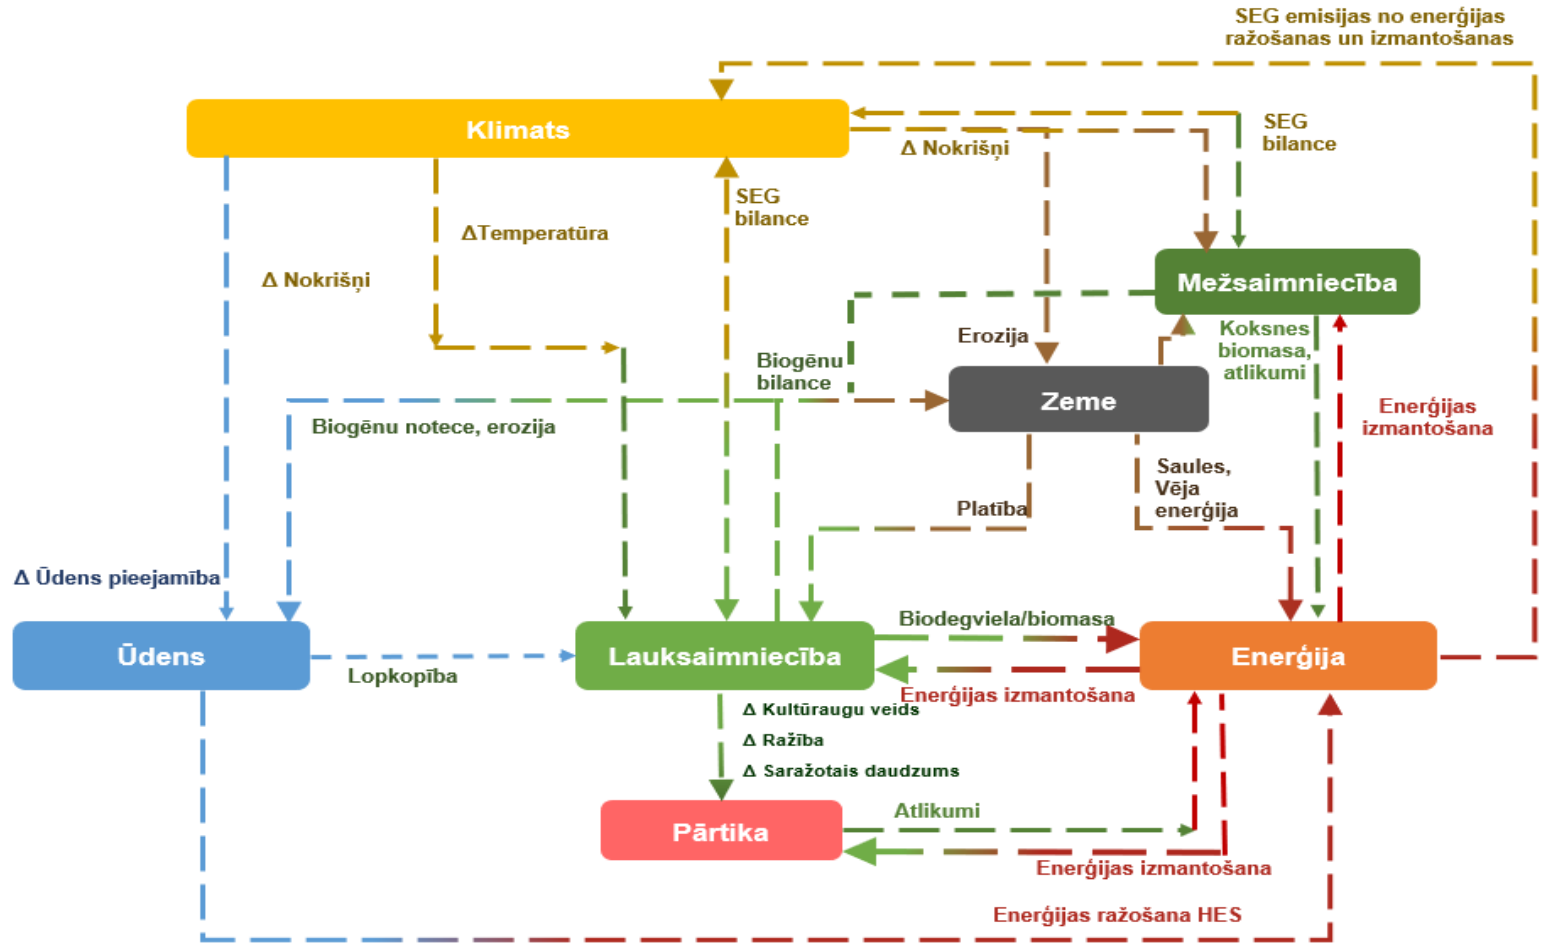 SEG emisijas no enerģijas
ražošanas un izmantošanas
Klimats
Δ Nokrišņi
SEG
bilance
SEG
bilance
ΔTemperatūra
Δ Nokrišņi
Mežsaimniecība
Erozija
Koksnes
biomasa,
atlikumi
Biogēnu
bilance
Zeme
Enerģijas
izmantošana
Biogēnu notece, erozija
Saules,
Vēja
enerģija
Platība
Δ Ūdens pieejamība
Biodegviela/biomasa
Ūdens
Lauksaimniecība
Enerģija
Lopkopība
Enerģijas izmantošana
Δ Kultūraugu veids
Δ Ražība
Δ Saražotais daudzums
Pārtika
Atlikumi
Enerģijas izmantošana
Enerģijas ražošana HES